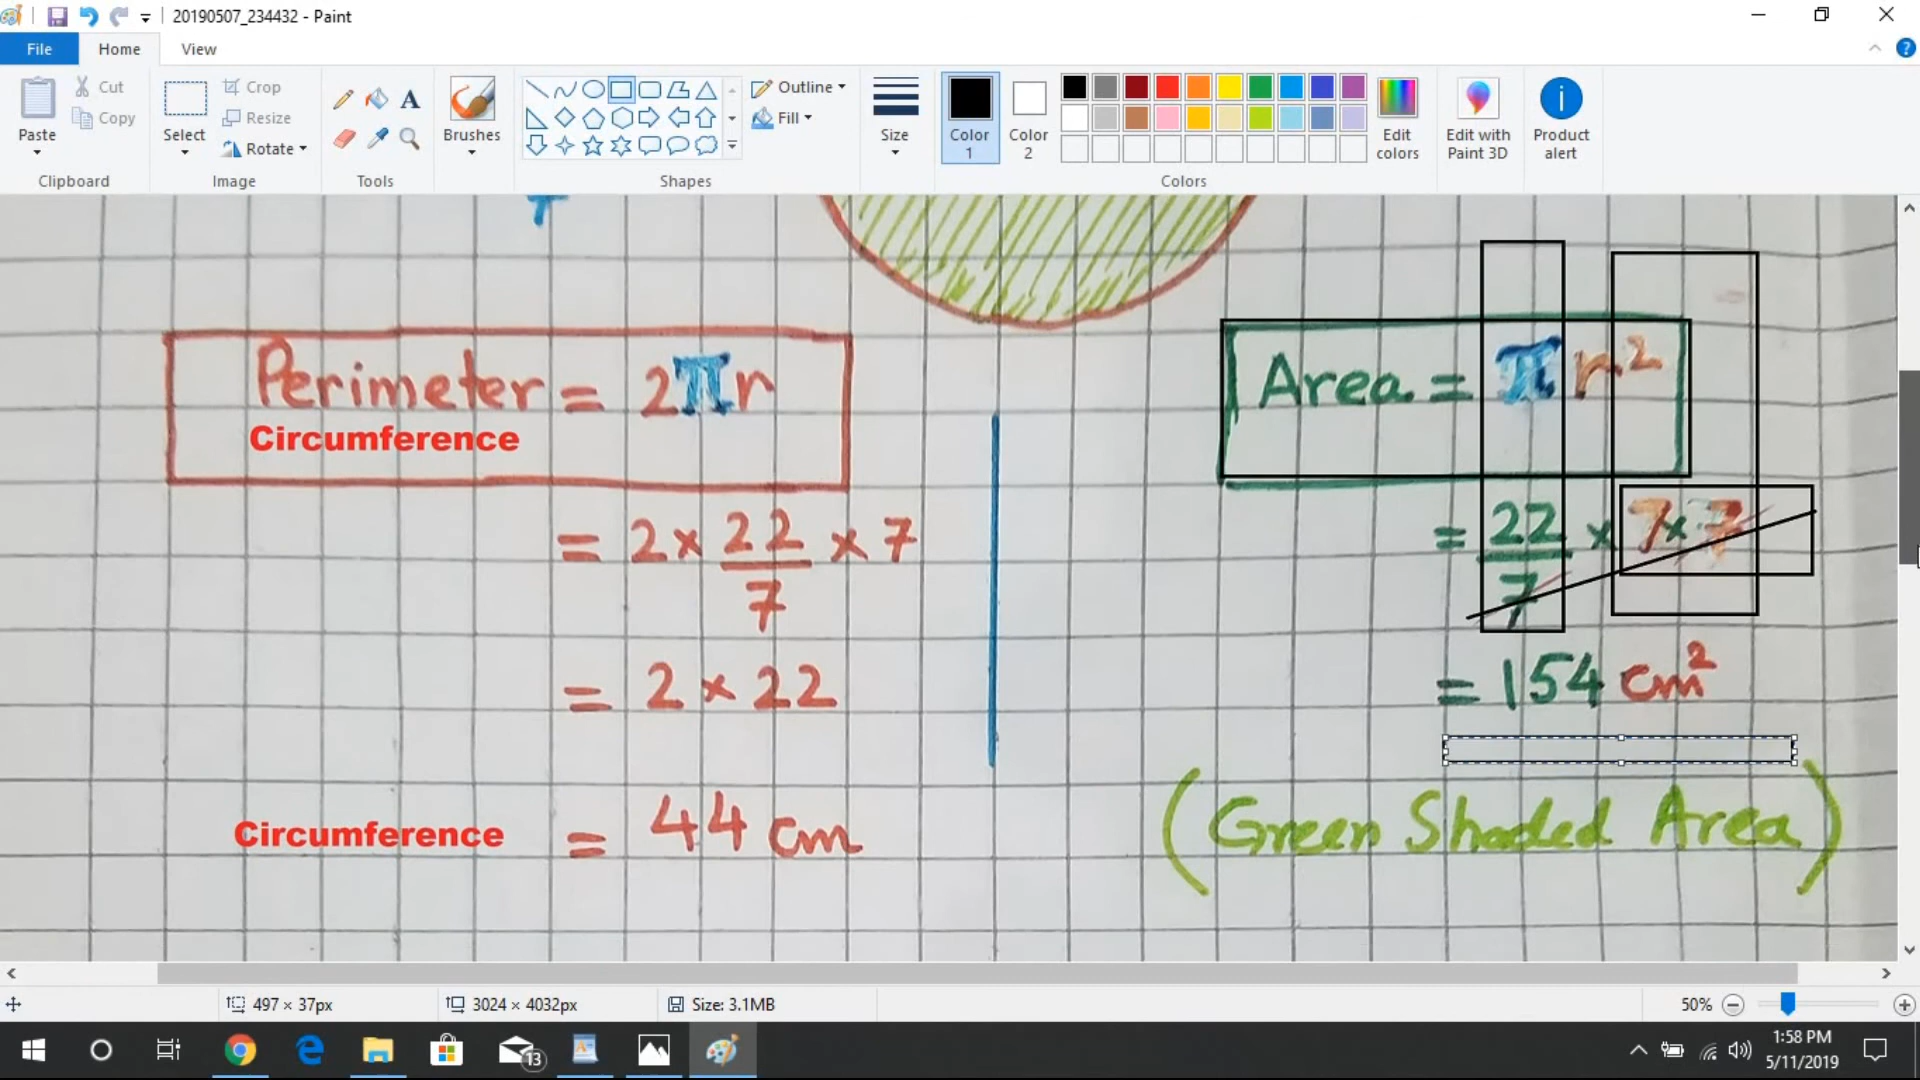 20190507_234432 - Paint
File Home View
Paste
Cut
Copy
Clipboard
Select
Crop
Resize
Rotate
Image
A
Tools
Brushes
Shapes
Outline
Fill
Size
Color 1
Color 2
Colors
Edit colors
Edit with Paint 3D
Product alert
Perimeter = 2πr
Circumference
= 2 × 22/7 × 7
= 2 × 22
Circumference = 44 cm
Area = πr²
= 22/7 × 7 × 7
= 154 cm²
(Green Shaded Area)
497 × 37px
3024 × 4032px
Size: 3.1MB
50%
13
1:58 PM
5/11/2019